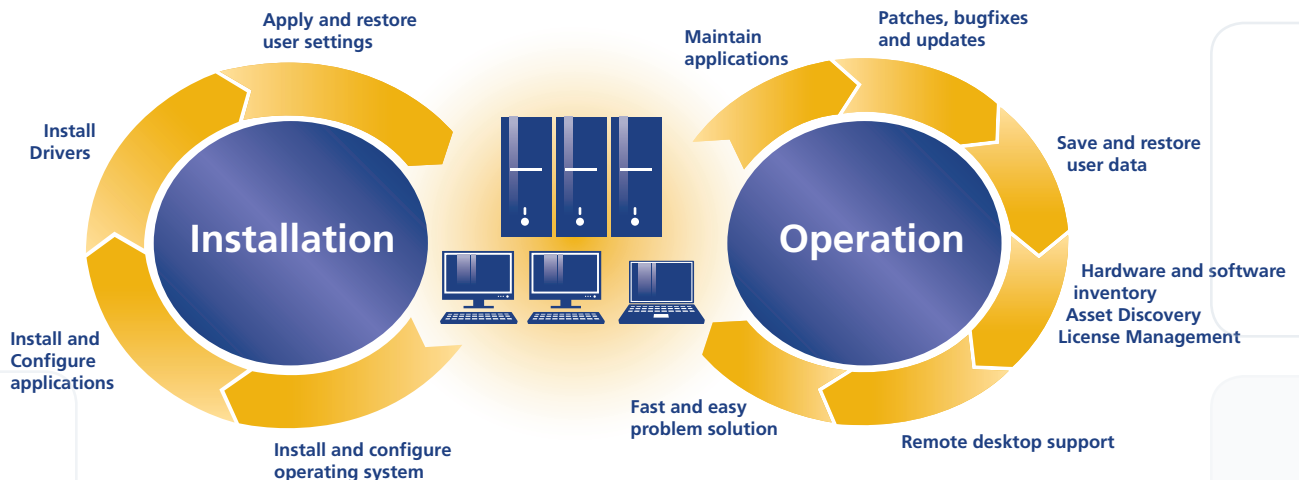 Apply and restore
user settings
Install
Drivers
Installation
Install and
Configure
applications
Install and configure
operating system
Maintain
applications
Patches, bugfixes
and updates
Save and restore
user data
Operation
Hardware and software
inventory
Asset Discovery
License Management
Fast and easy
problem solution
Remote desktop support